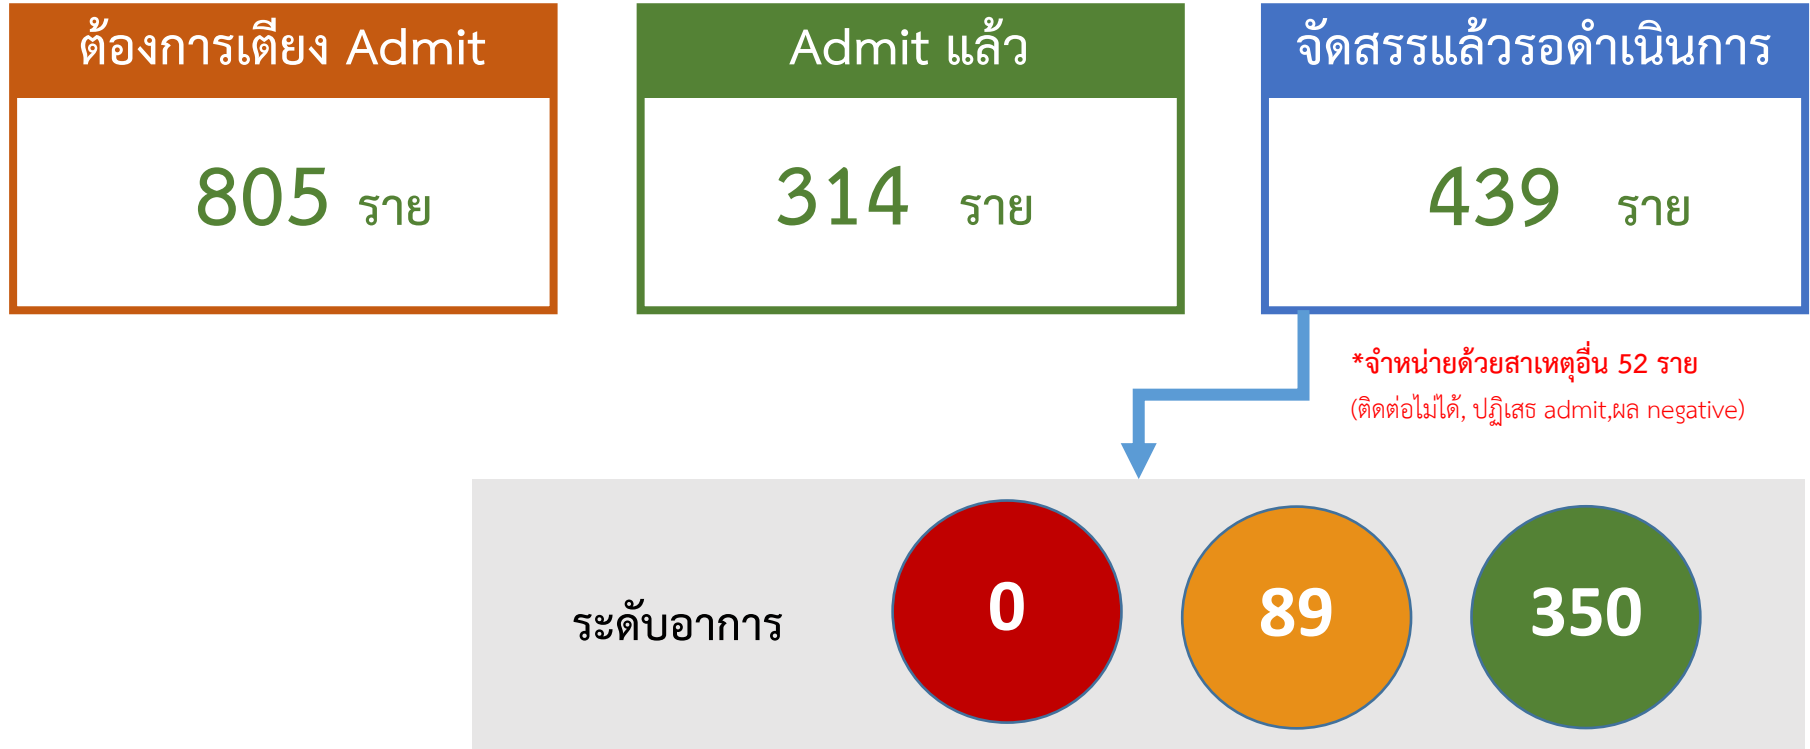 ต้องการเตียง Admit
805 ราย
Admit แล้ว
314 ราย
จัดสรรแล้วรอดำเนินการ
439 ราย
*จำหน่ายด้วยสาเหตุอื่น 52 ราย
(ติดต่อไม่ได้, ปฏิเสธ admit,ผล negative)
ระดับอาการ
0
89
350